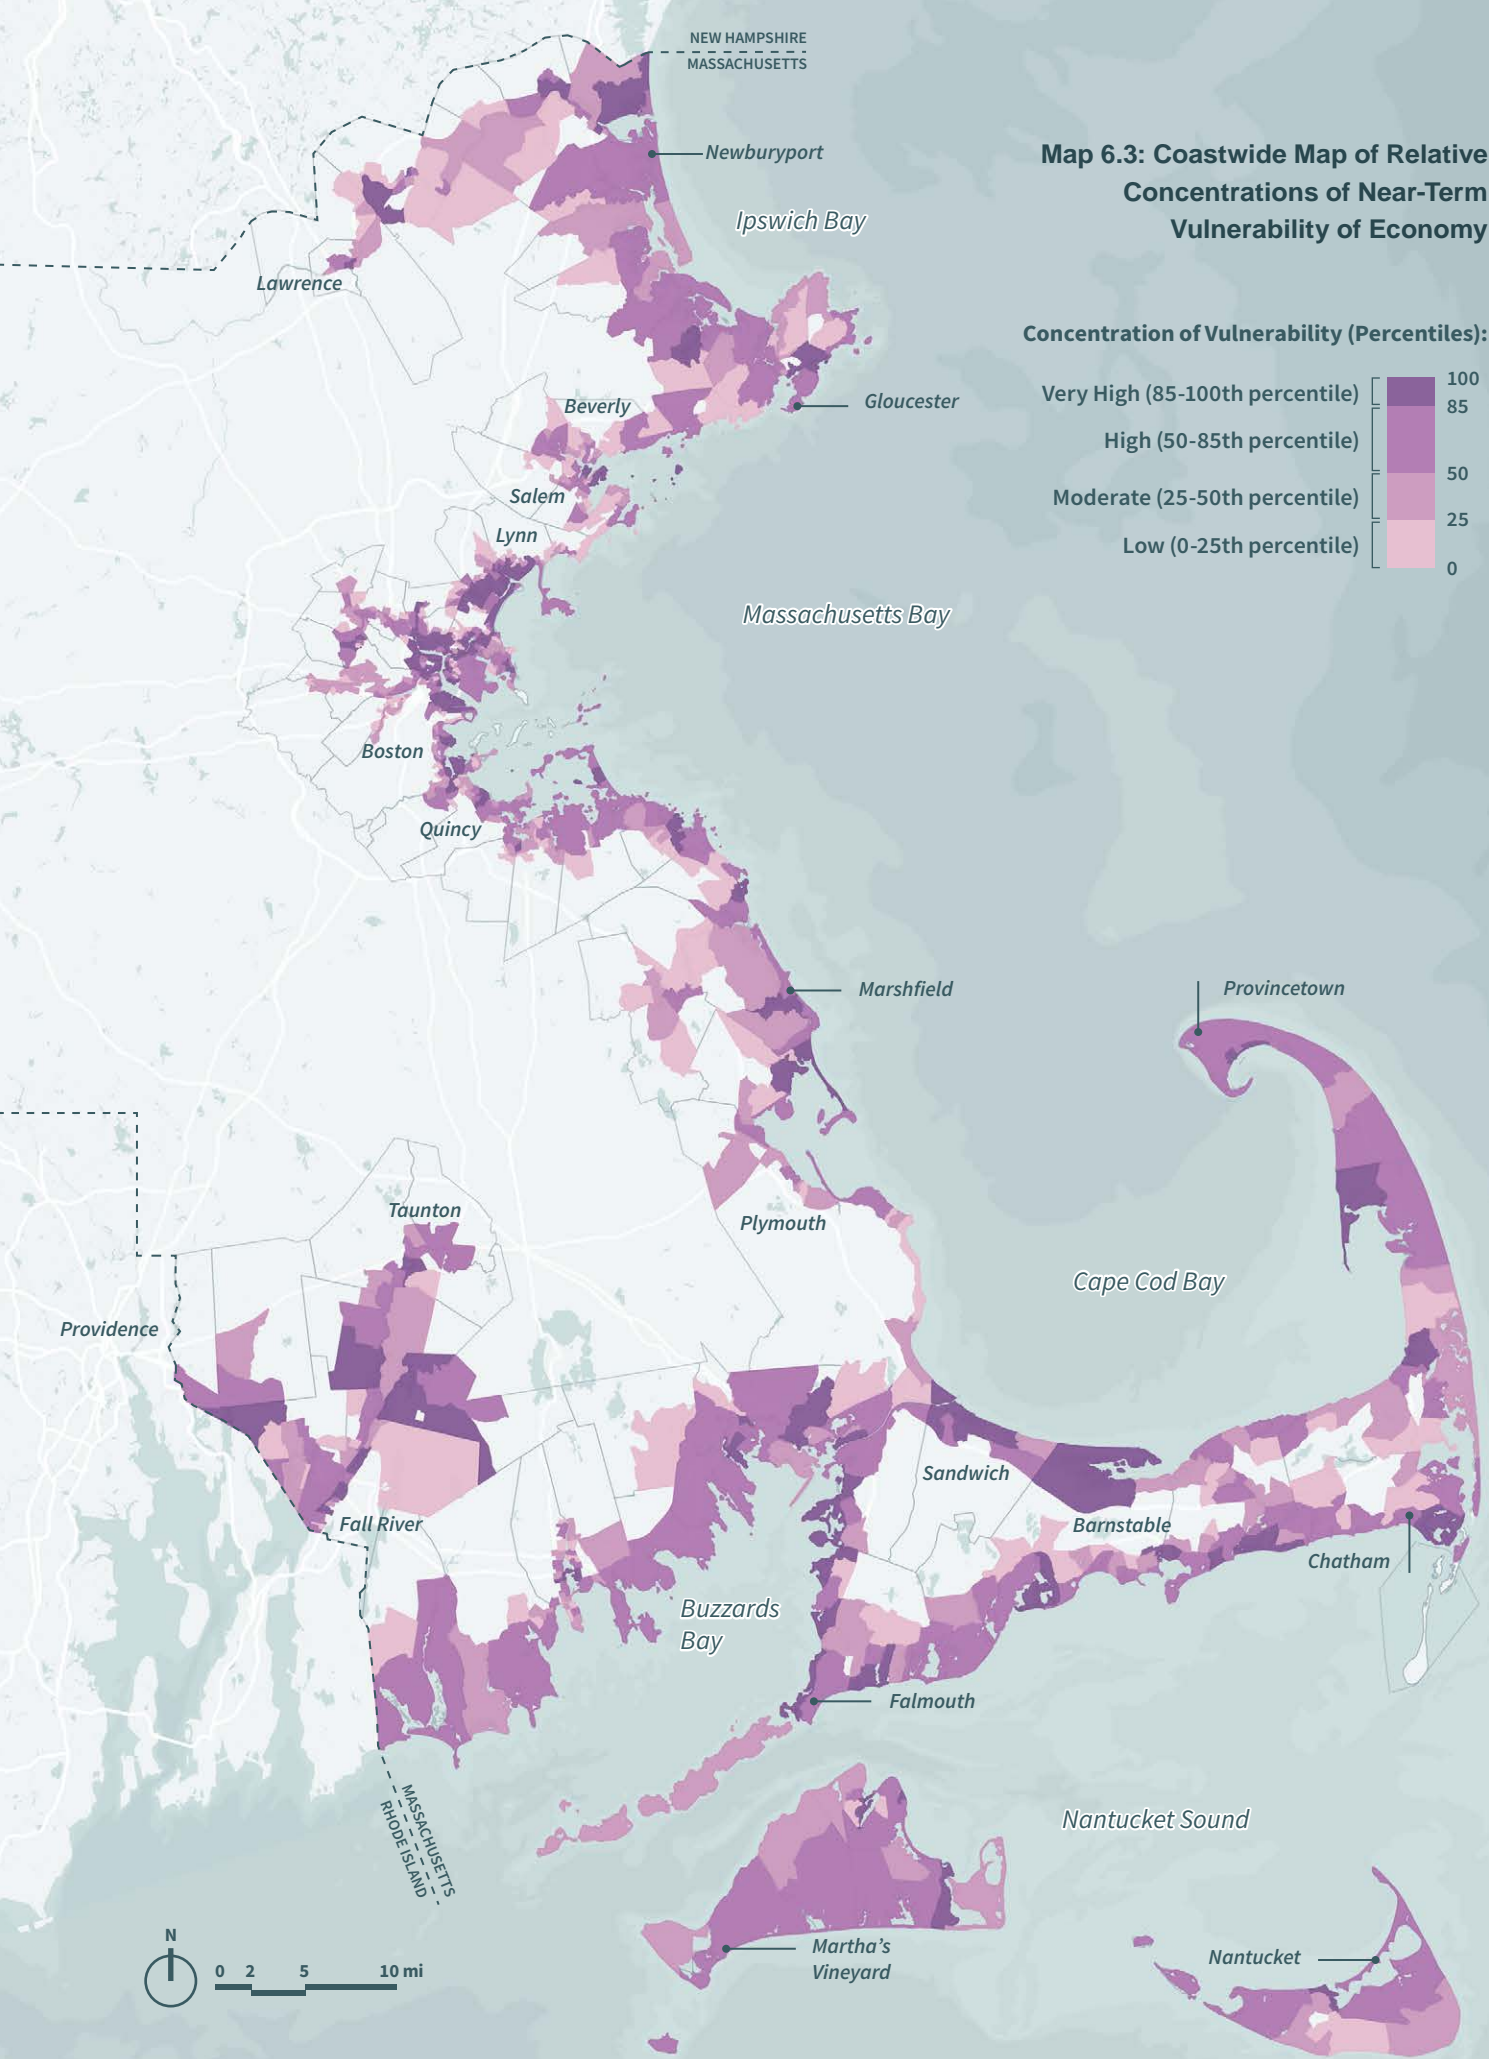 NEW HAMPSHIRE
MASSACHUSETTS
Newburyport
Map 6.3: Coastwide Map of Relative
Concentrations of Near-Term
Vulnerability of Economy
Ipswich Bay
Lawrence
Concentration of Vulnerability (Percentiles):
Very High (85-100th percentile)
100
85
High (50-85th percentile)
50
Moderate (25-50th percentile)
25
Low (0-25th percentile)
0
Beverly
Gloucester
Salem
Lynn
Massachusetts Bay
Boston
Quincy
Marshfield
Provincetown
Taunton
Plymouth
Cape Cod Bay
Providence
Sandwich
Fall River
Barnstable
Chatham
Buzzards
Bay
Falmouth
MASSACHUSETTS
RHODE ISLAND
Nantucket Sound
N
0 2 5 10 mi
Martha's
Vineyard
Nantucket